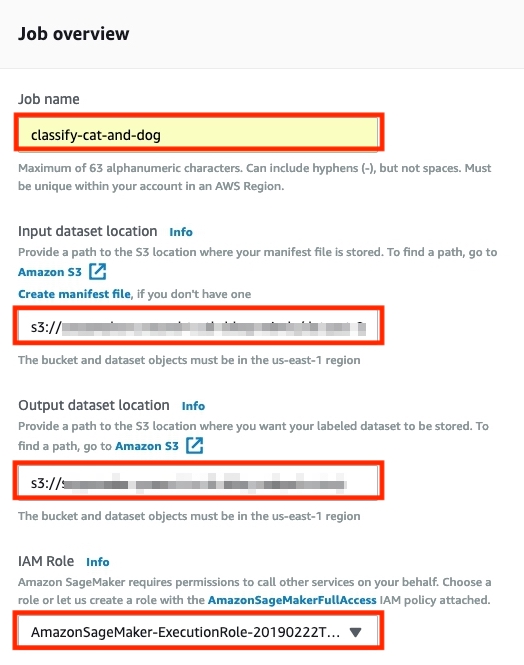 Job overview
Job name
classify-cat-and-dog
Maximum of 63 alphanumeric characters. Can include hyphens (-), but not spaces. Must
be unique within your account in an AWS Region.
Input dataset location Info
Provide a path to the S3 location where your manifest file is stored. To find a path, go to
Amazon S3
Create manifest file, if you don't have one
s3://
The bucket and dataset objects must be in the us-east-1 region
Output dataset location Info
Provide a path to the S3 location where you want your labeled dataset to be stored. To
find a path, go to Amazon S3
s3://
The bucket and dataset objects must be in the us-east-1 region
IAM Role Info
Amazon SageMaker requires permissions to call other services on your behalf. Choose a
role or let us create a role with the AmazonSageMakerFullAccess IAM policy attached.
AmazonSageMaker-ExecutionRole-20190222T...